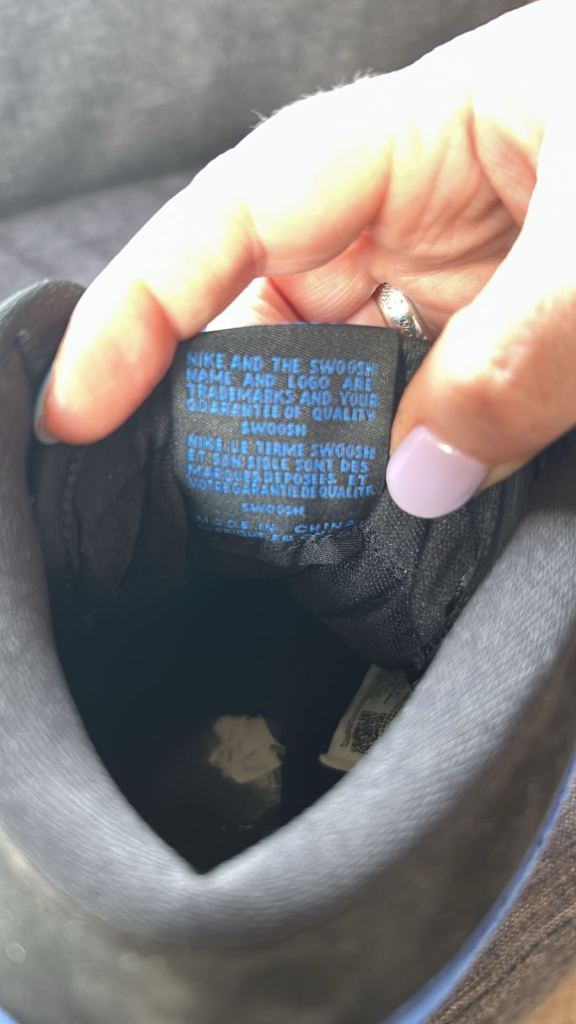 NIKE AND THE SWOOSH
NAME AND LOGO ARE
TRADEMARKS AND YOUR
GUARANTEE OF QUALITY
SWOOSH
NIKE, LE TERME SWOOSH
ET SON SIGLE SONT DES
MARQUES DEPOSEES ET
VOTRE GARANTIE DE QUALITE
SWOOSH
MADE IN CHINA
EN